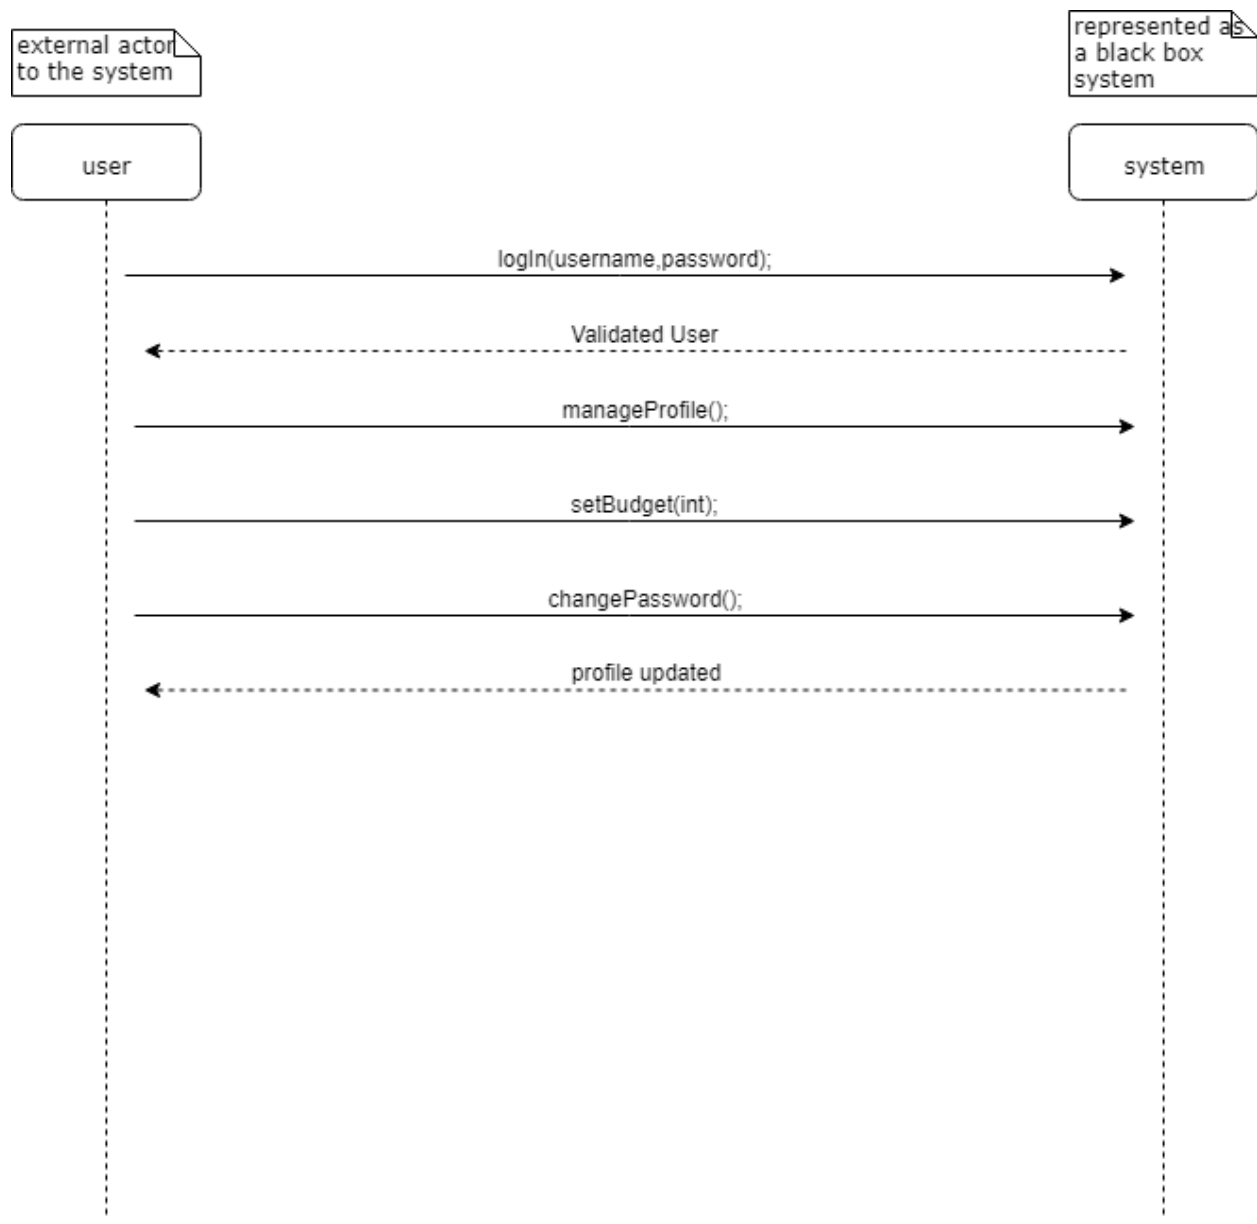 external actor
to the system
represented as
a black box
system
user
system
logIn(username,password);
Validated User
manageProfile();
setBudget(int);
changePassword();
profile updated